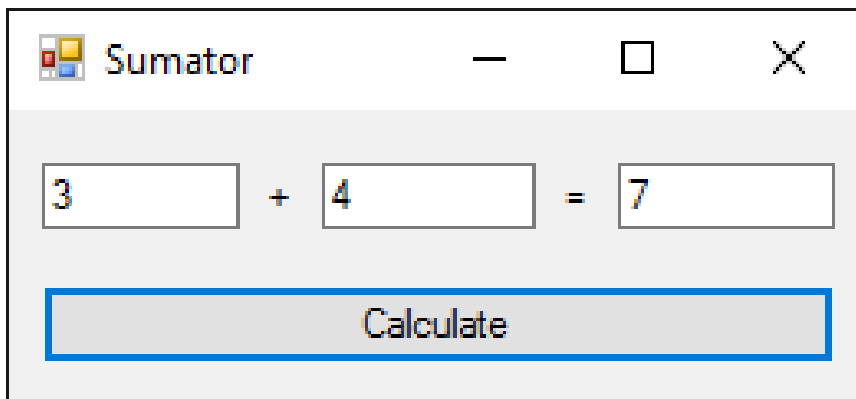 Sumator
3 + 4 = 7
Calculate